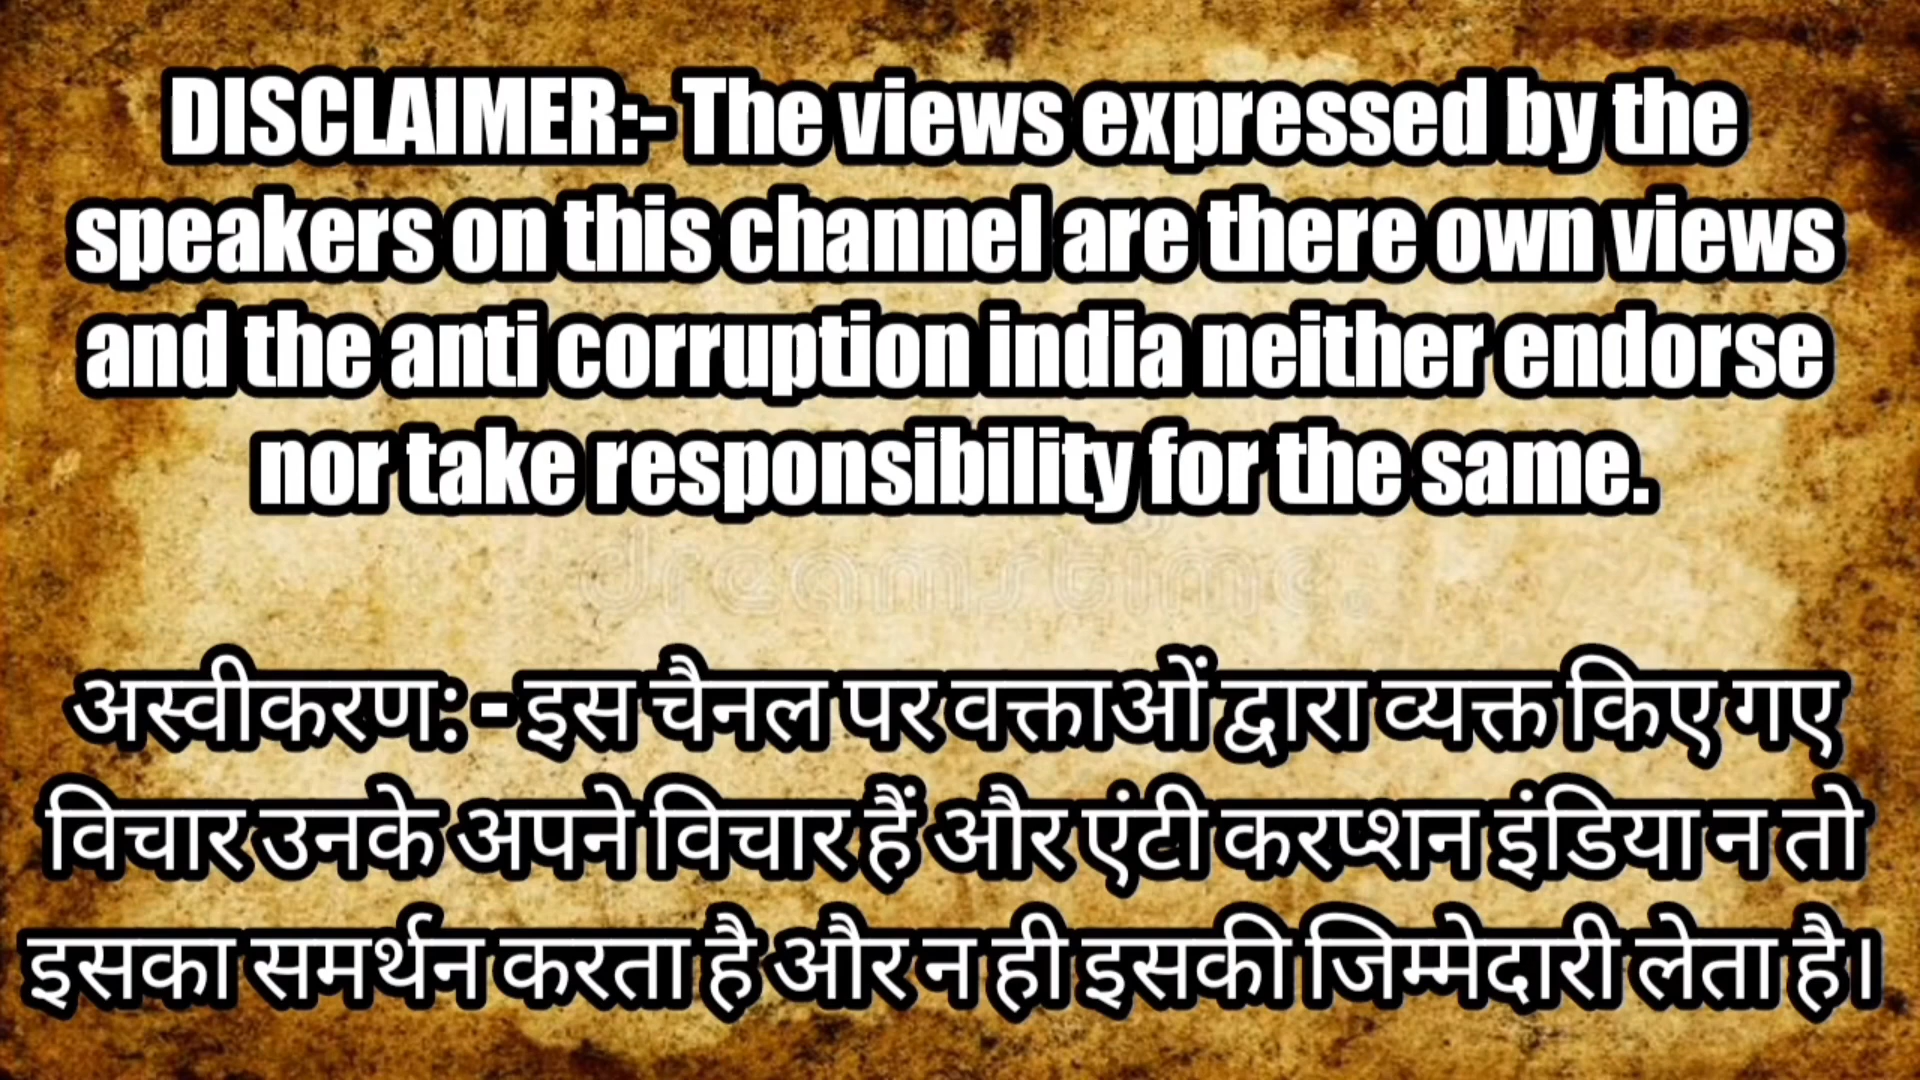 DISCLAIMER:- The views expressed by the
speakers on this channel are there own views
and the anti corruption india neither endorse
nor take responsibility for the same.
dreamstime.
अस्वीकरण: - इस चैनल पर वक्ताओं द्वारा व्यक्त किए गए
विचार उनके अपने विचार हैं और एंटी करप्शन इंडिया न तो
इसका समर्थन करता है और न ही इसकी जिम्मेदारी लेता है।